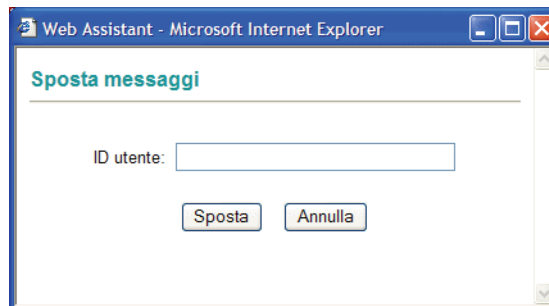 Web Assistant - Microsoft Internet Explorer
Sposta messaggi
ID utente:
Sposta Annulla